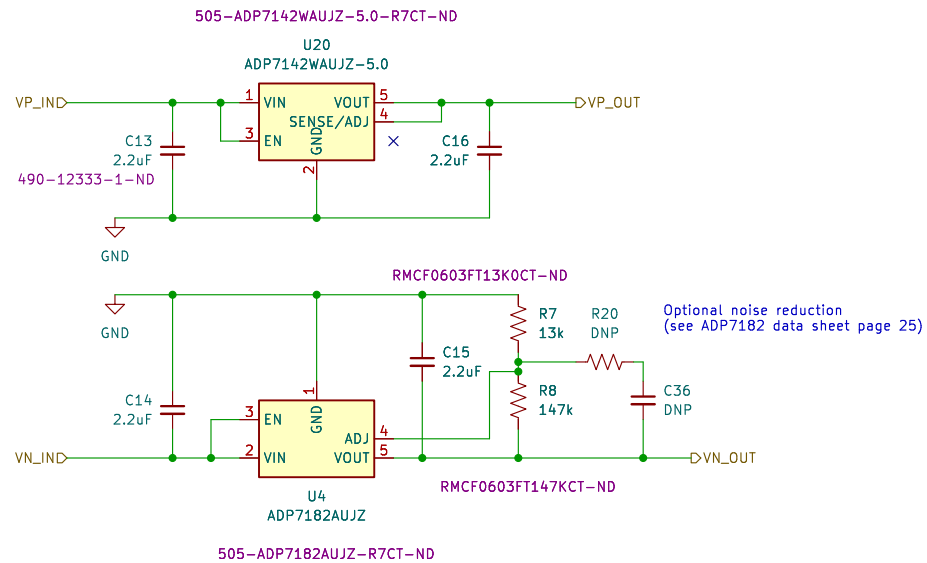 505-ADP7142WAUJZ-5.0-R7CT-ND
U20
ADP7142WAUJZ-5.0
VP_IN
1
VIN
VOUT
5
VP_OUT
SENSE/ADJ
4
3
EN
GND
2
C13
2.2uF
490-12333-1-ND
C16
2.2uF
GND
RMCF0603FT13K0CT-ND
GND
R7
13k
R20
DNP
Optional noise reduction
(see ADP7182 data sheet page 25)
C15
2.2uF
R8
147k
C36
DNP
C14
2.2uF
1
GND
3
EN
ADJ
4
VN_IN
2
VIN
VOUT
5
VN_OUT
RMCF0603FT147KCT-ND
U4
ADP7182AUJZ
505-ADP7182AUJZ-R7CT-ND